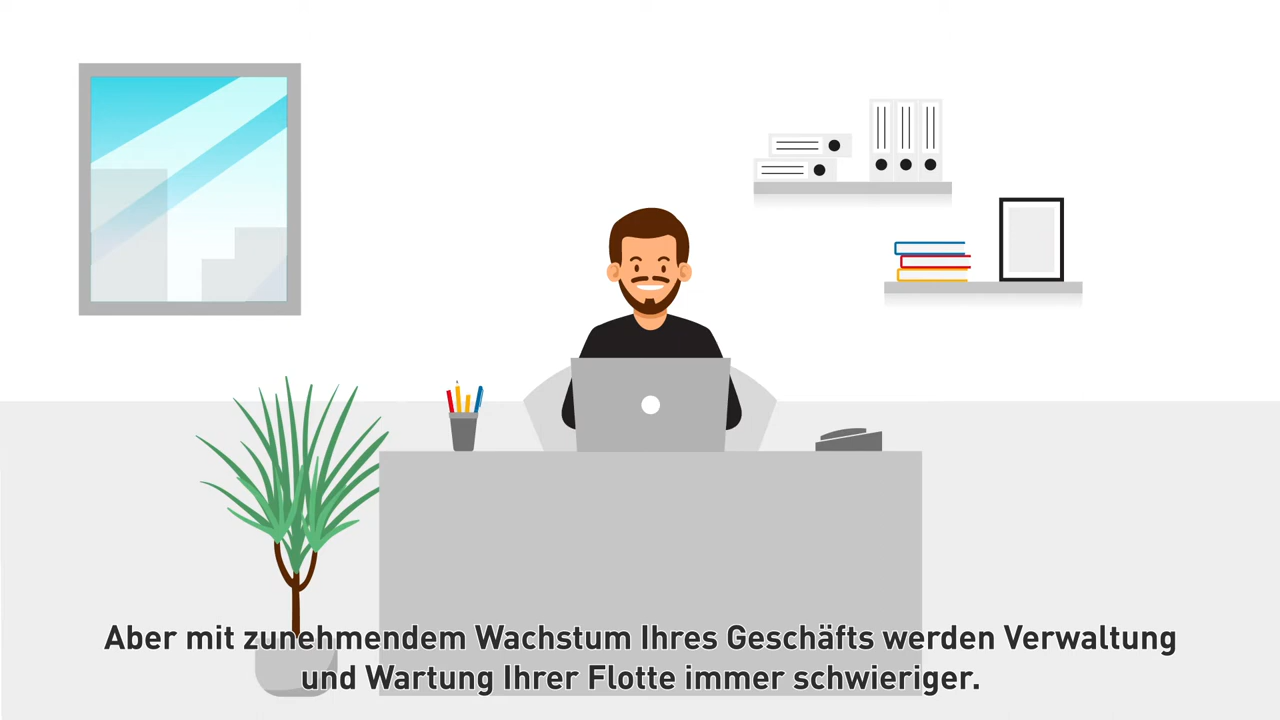 Aber mit zunehmendem Wachstum Ihres Geschäfts werden Verwaltung
und Wartung Ihrer Flotte immer schwieriger.